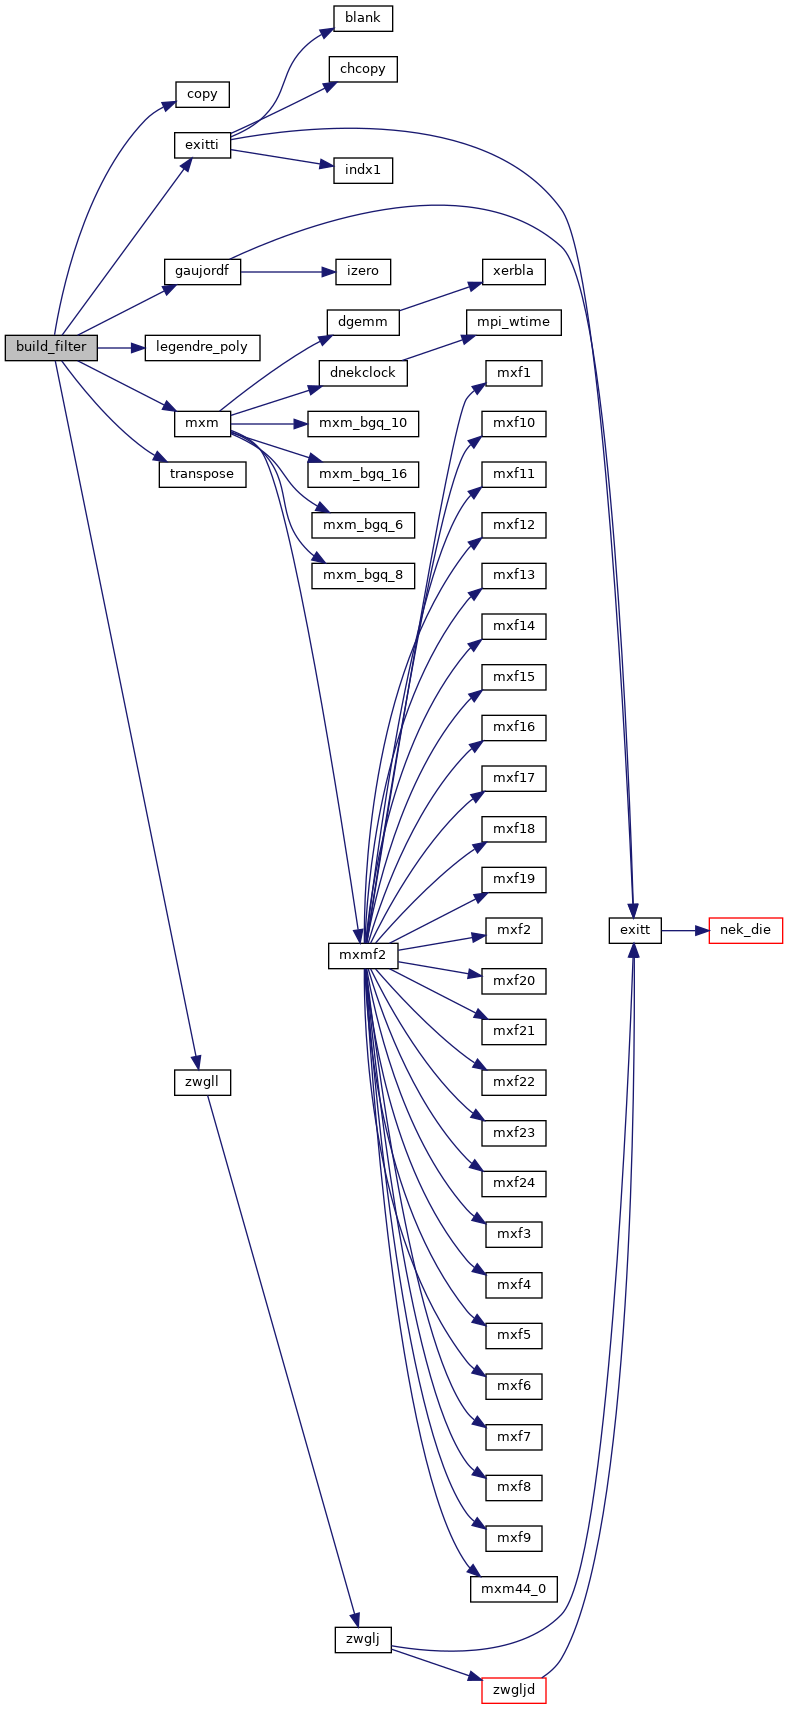 blank
chcopy
copy
exitti
indx1
gaujordf
izero
xerbla
dgemm
mpi_wtime
build_filter
legendre_poly
dnekclock
mxf1
mxm
mxm_bgq_10
mxf10
transpose
mxm_bgq_16
mxf11
mxm_bgq_6
mxf12
mxm_bgq_8
mxf13
mxf14
mxf15
mxf16
mxf17
mxf18
mxf19
mxf2
exitt
nek_die
mxmf2
mxf20
mxf21
zwgll
mxf22
mxf23
mxf24
mxf3
mxf4
mxf5
mxf6
mxf7
mxf8
mxf9
mxm44_0
zwglj
zwgljd